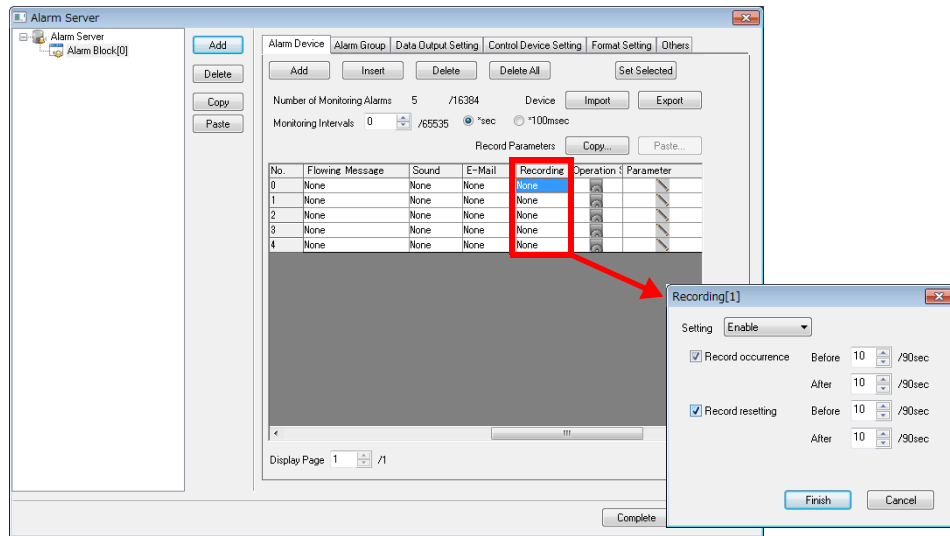 Alarm Server
Alarm Server
Alarm Block[0]
Add
Delete
Copy
Paste
Alarm Device Alarm Group Data Output Setting Control Device Setting Format Setting Others
Add Insert Delete Delete All Set Selected
Number of Monitoring Alarms 5 /16384 Device Import Export
Monitoring Intervals 0 /65535 *sec *100msec
Record Parameters Copy... Paste...
No. Flowing Message Sound E-Mail Recording Operation S Parameter
0 None None None None
1 None None None None
2 None None None None
3 None None None None
4 None None None None
Display Page 1 /1
Complete
Recording[1]
Setting Enable
Record occurrence Before 10 /90sec
After 10 /90sec
Record resetting Before 10 /90sec
After 10 /90sec
Finish Cancel